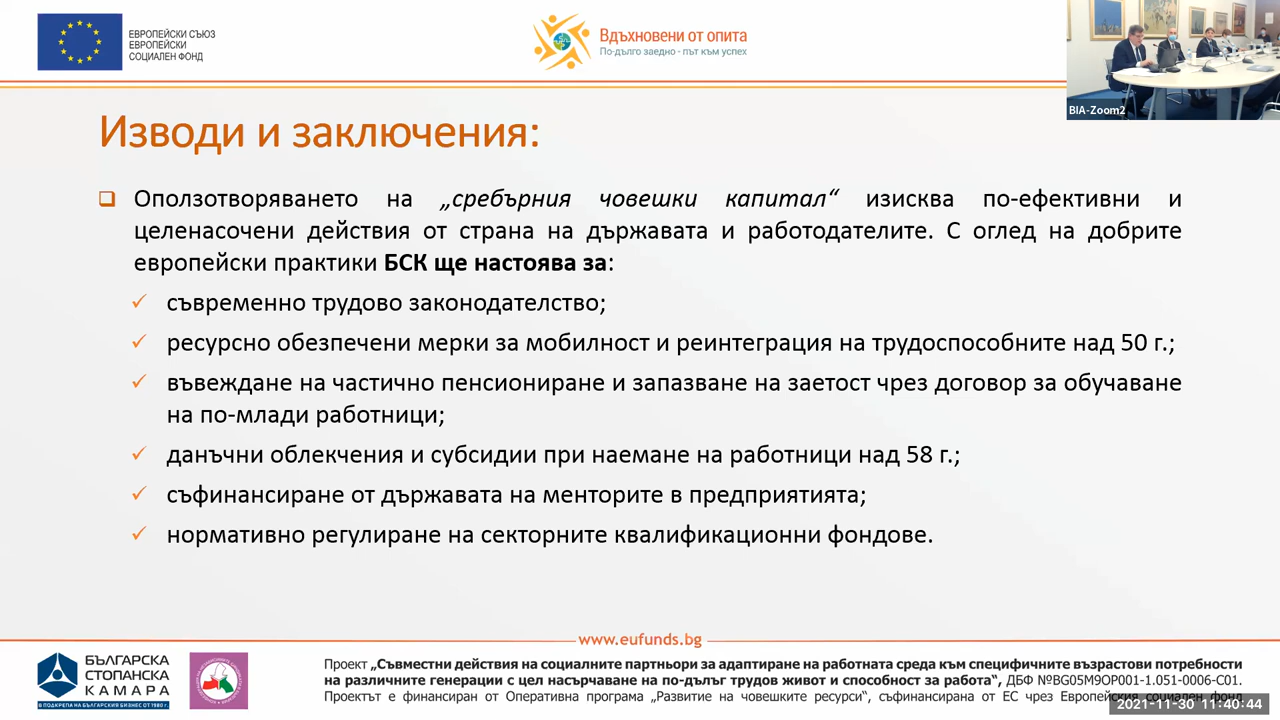 ЕВРОПЕЙСКИ СЪЮЗ
ЕВРОПЕЙСКИ
СОЦИАЛЕН ФОНД
Вдъхновени от опита
По-дълго заедно - път към успех
BIA-Zoom2
Изводи и заключения:
Оползотворяването на „сребърния човешки капитал“ изисква по-ефективни и
целенасочени действия от страна на държавата и работодателите. С оглед на добрите
европейски практики БСК ще настоява за:
съвременно трудово законодателство;
ресурсно обезпечени мерки за мобилност и реинтеграция на трудоспособните над 50 г.;
въвеждане на частично пенсиониране и запазване на заетост чрез договор за обучаване
на по-млади работници;
данъчни облекчения и субсидии при наемане на работници над 58 г.;
съфинансиране от държавата на менторите в предприятията;
нормативно регулиране на секторните квалификационни фондове.
www.eufunds.bg
БЪЛГАРСКА
СТОПАНСКА
КАМАРА
В ПОДКРЕПА НА БЪЛГАРСКИЯ БИЗНЕС ОТ 1980 г.
Проект „Съвместни действия на социалните партньори за адаптиране на работната среда към специфичните възрастови потребности
на различните генерации с цел насърчаване на по-дълъг трудов живот и способност за работа“, ДБФ №BG05M9OP001-1.051-0006-C01.
Проектът е финансиран от Оперативна програма „Развитие на човешките ресурси“, съфинансирана от ЕС чрез Европейския социален фонд
2021-11-30 11:40:44